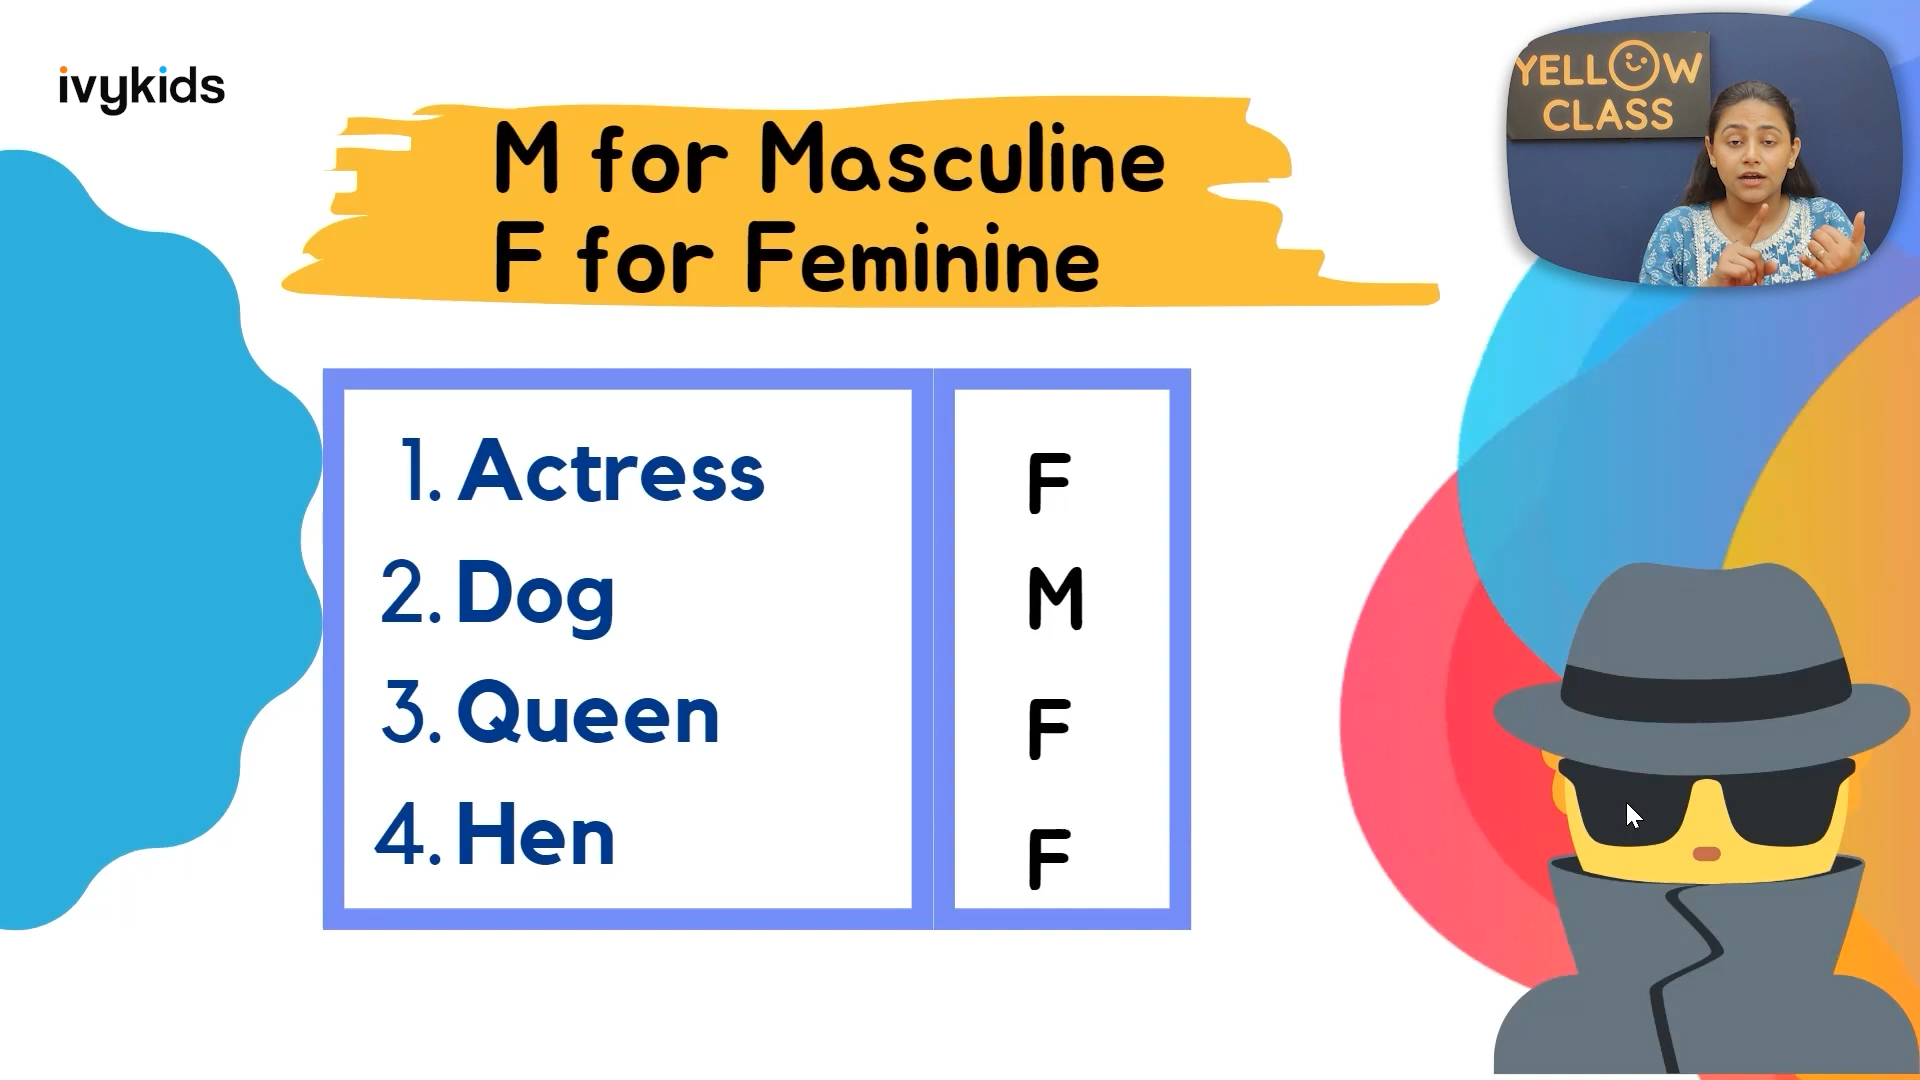 ivykids
YELLOW
CLASS
M for Masculine
F for Feminine
1. Actress F
2. Dog M
3. Queen F
4. Hen F